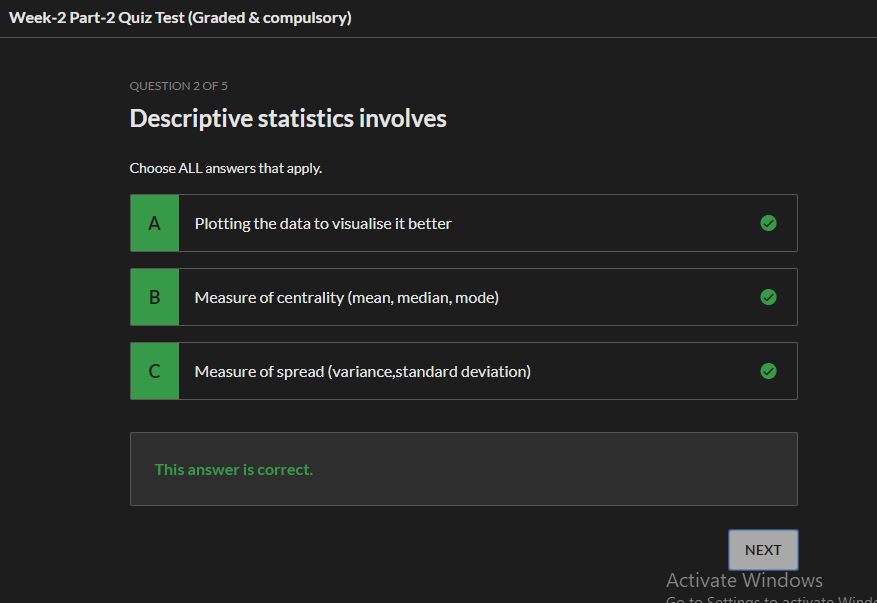 Week-2 Part-2 Quiz Test (Graded & compulsory)
QUESTION 2 OF 5
Descriptive statistics involves
Choose ALL answers that apply.
A Plotting the data to visualise it better
B Measure of centrality (mean, median, mode)
C Measure of spread (variance,standard deviation)
This answer is correct.
NEXT
Activate Windows
Go to Settings to activate Wind